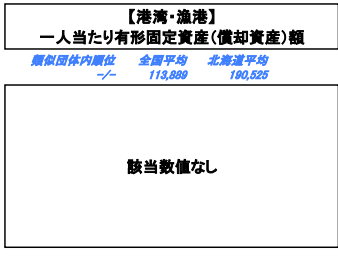 【港湾・漁港】
一人当たり有形固定資産（償却資産）額
類似団体内順位 全国平均 北海道平均
-/- 113,889 190,525
該当数値なし